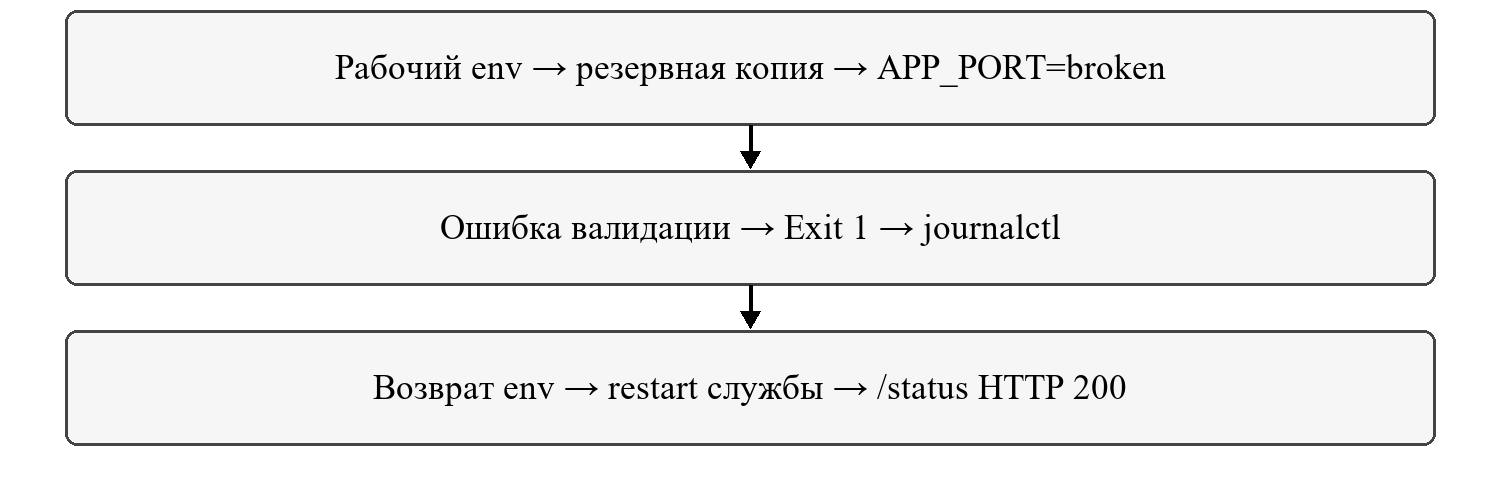 Рабочий env → резервная копия → APP_PORT=broken
Ошибка валидации → Exit 1 → journalctl
Возврат env → restart службы → /status HTTP 200